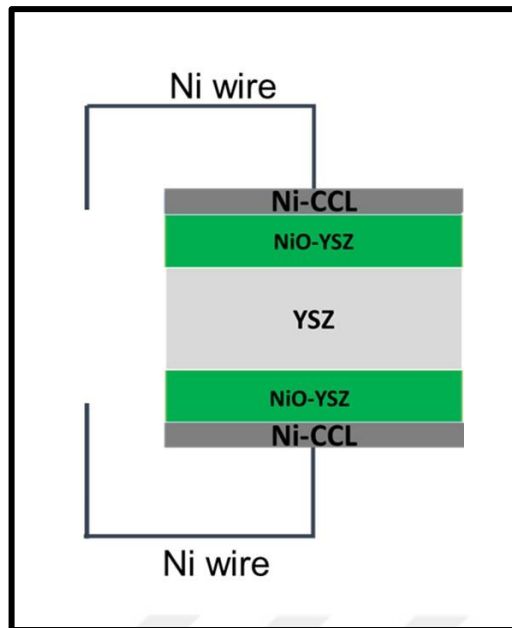 Ni wire
Ni-CCL
NiO-YSZ
YSZ
NiO-YSZ
Ni-CCL
Ni wire